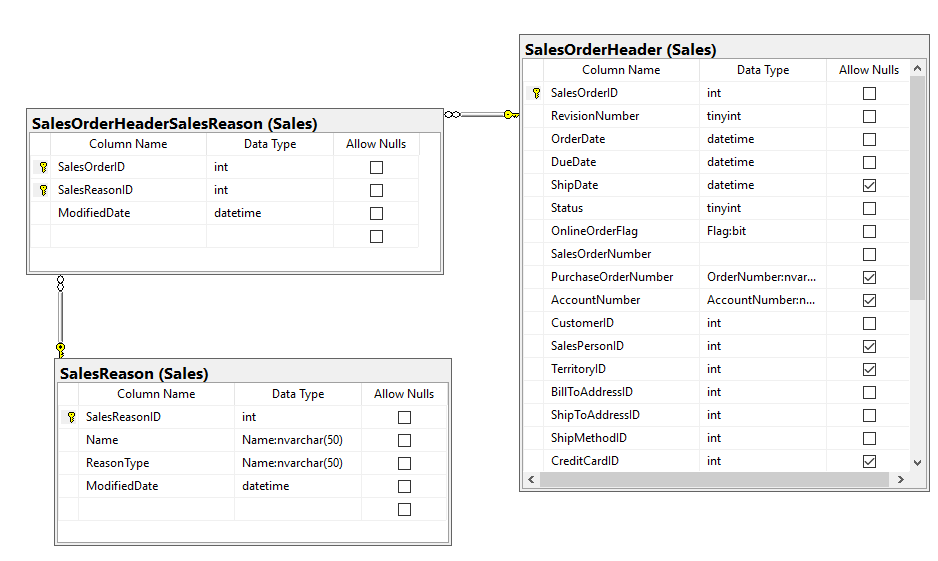 SalesOrderHeader (Sales)
Column Name Data Type Allow Nulls
SalesOrderID int
RevisionNumber tinyint
OrderDate datetime
DueDate datetime
ShipDate datetime
Status tinyint
OnlineOrderFlag Flag:bit
SalesOrderNumber
PurchaseOrderNumber OrderNumber:nvar...
AccountNumber AccountNumber:n...
CustomerID int
SalesPersonID int
TerritoryID int
BillToAddressID int
ShipToAddressID int
ShipMethodID int
CreditCardID int
SalesOrderHeaderSalesReason (Sales)
Column Name Data Type Allow Nulls
SalesOrderID int
SalesReasonID int
ModifiedDate datetime
SalesReason (Sales)
Column Name Data Type Allow Nulls
SalesReasonID int
Name Name:nvarchar(50)
ReasonType Name:nvarchar(50)
ModifiedDate datetime